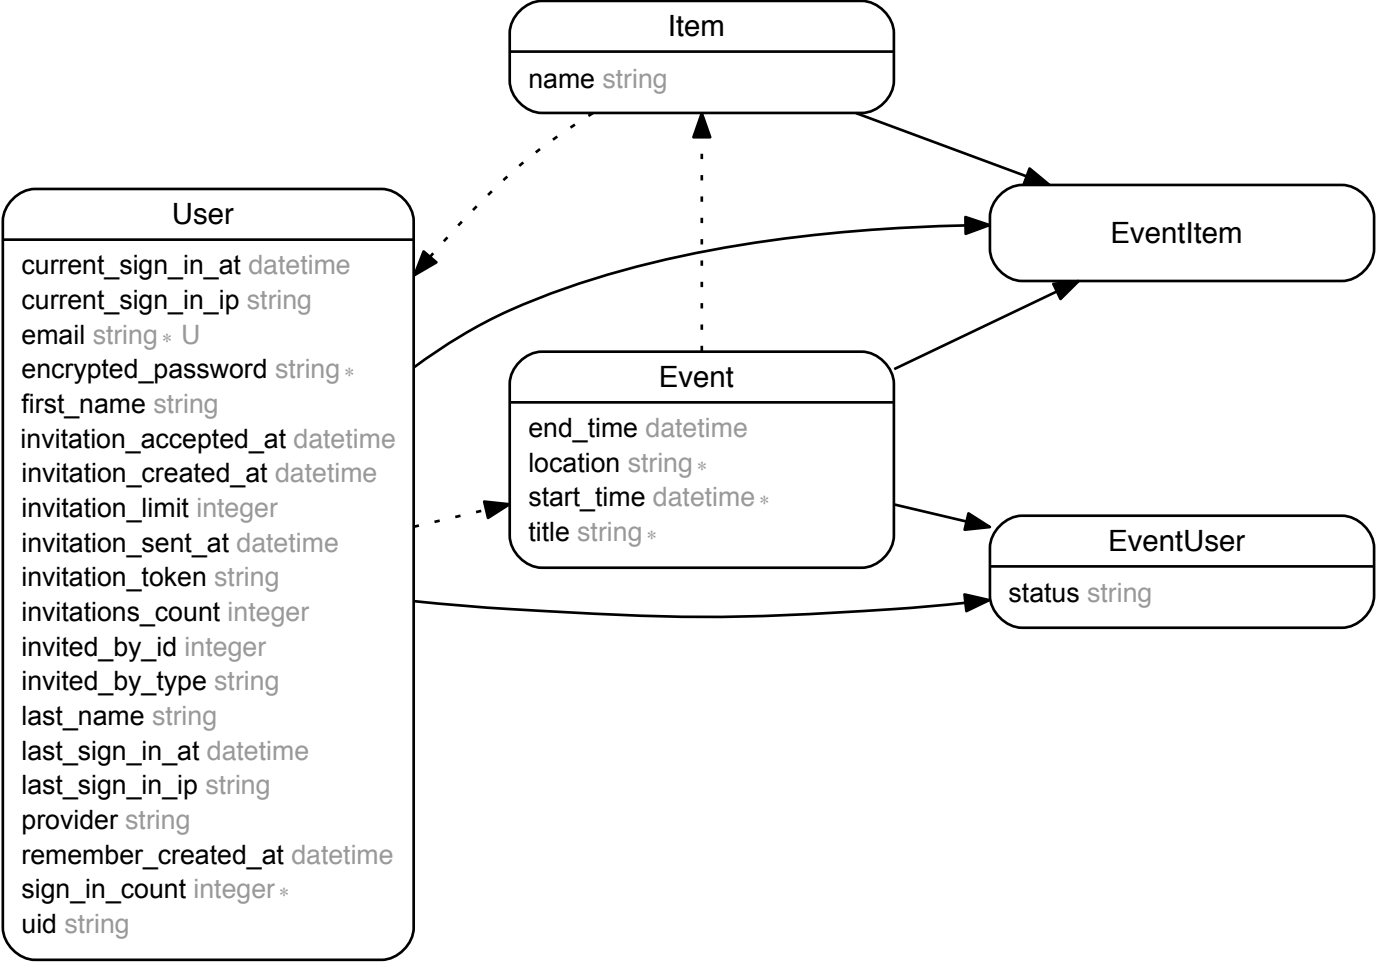 Item
name string
User
current_sign_in_at datetime
current_sign_in_ip string
email string * U
encrypted_password string *
first_name string
invitation_accepted_at datetime
invitation_created_at datetime
invitation_limit integer
invitation_sent_at datetime
invitation_token string
invitations_count integer
invited_by_id integer
invited_by_type string
last_name string
last_sign_in_at datetime
last_sign_in_ip string
provider string
remember_created_at datetime
sign_in_count integer *
uid string
EventItem
Event
end_time datetime
location string *
start_time datetime *
title string *
EventUser
status string